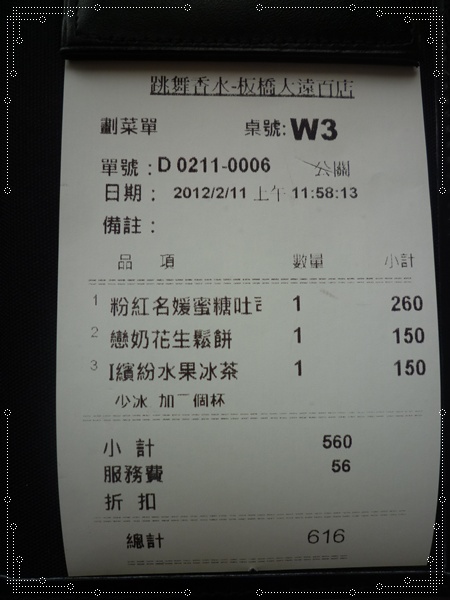 跳舞香水-板橋大遠百店
劃菜單 桌號:W3
單號:D 0211-0006 公關
日期: 2012/2/11 上午 11:58:13
備註:
品 項 數量 小計
1 粉紅名媛蜜糖吐司 1 260
2 戀奶花生鬆餅 1 150
3 I繽紛水果冰茶 1 150
少冰 加一個杯
小 計 560
服務費 56
折 扣
總計 616